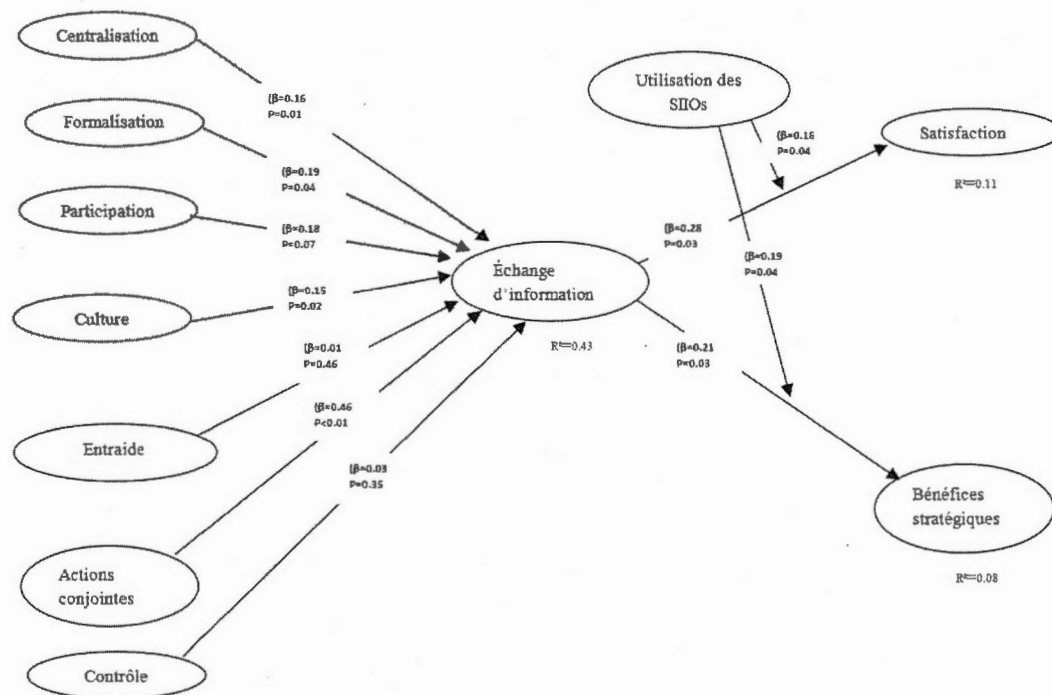 Centralisation
(β=0.16
P=0.01
Utilisation des
SIIOs
Formalisation
(β=0.16
P=0.04
Satisfaction
(β=0.19
P=0.04
R²=0.11
Participation
(β=0.18
P=0.07
(β=0.28
P=0.03
(β=0.19
P=0.04
Échange
d'information
(β=0.15
P=0.02
Culture
R²=0.43
(β=0.01
P=0.46
(β=0.21
P=0.03
(β=0.46
P<0.01
Entraide
(β=0.03
P=0.35
Bénéfices
stratégiques
Actions
conjointes
R²=0.08
Contrôle